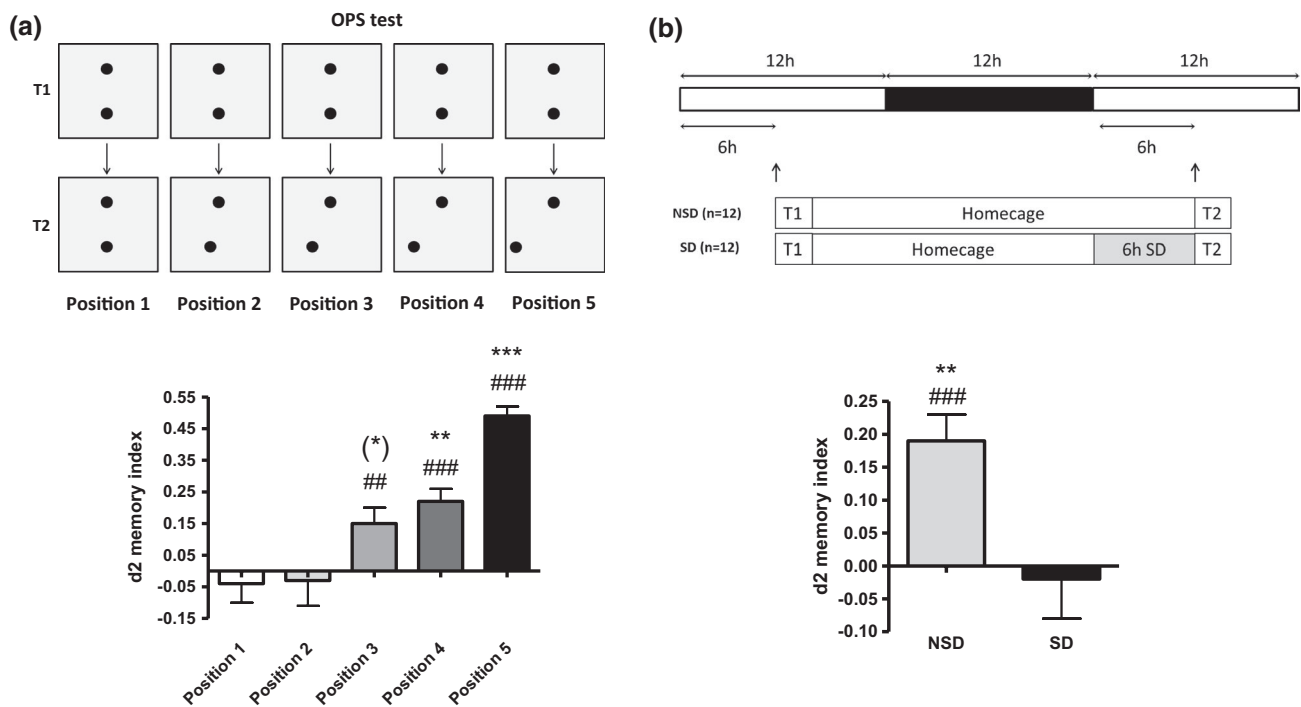 (a)
OPS test
T1
T2
Position 1 Position 2 Position 3 Position 4 Position 5
d2 memory index
0.55
0.45
0.35
0.25
0.15
0.05
-0.05
-0.15
(*)
##
**
###
***
###
Position 1
Position 2
Position 3
Position 4
Position 5
(b)
12h 12h 12h
6h 6h
NSD (n=12) T1 Homecage T2
SD (n=12) T1 Homecage 6h SD T2
d2 memory index
0.25
0.20
0.15
0.10
0.05
0.00
-0.05
-0.10
**
###
NSD SD